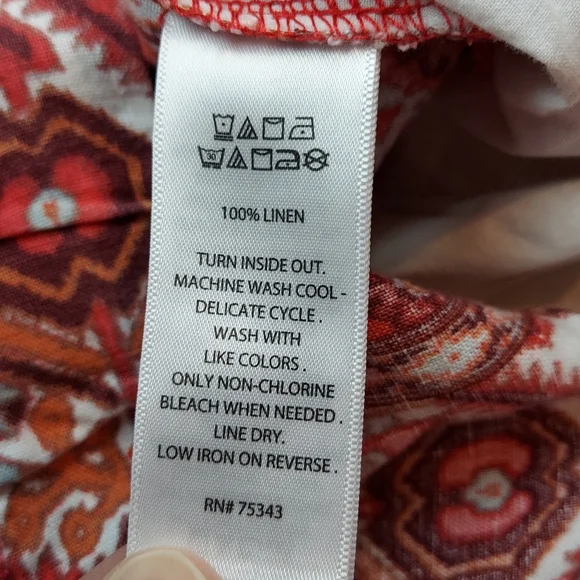 30
100% LINEN
TURN INSIDE OUT.
MACHINE WASH COOL -
DELICATE CYCLE .
WASH WITH
LIKE COLORS .
ONLY NON-CHLORINE
BLEACH WHEN NEEDED .
LINE DRY.
LOW IRON ON REVERSE .
RN# 75343